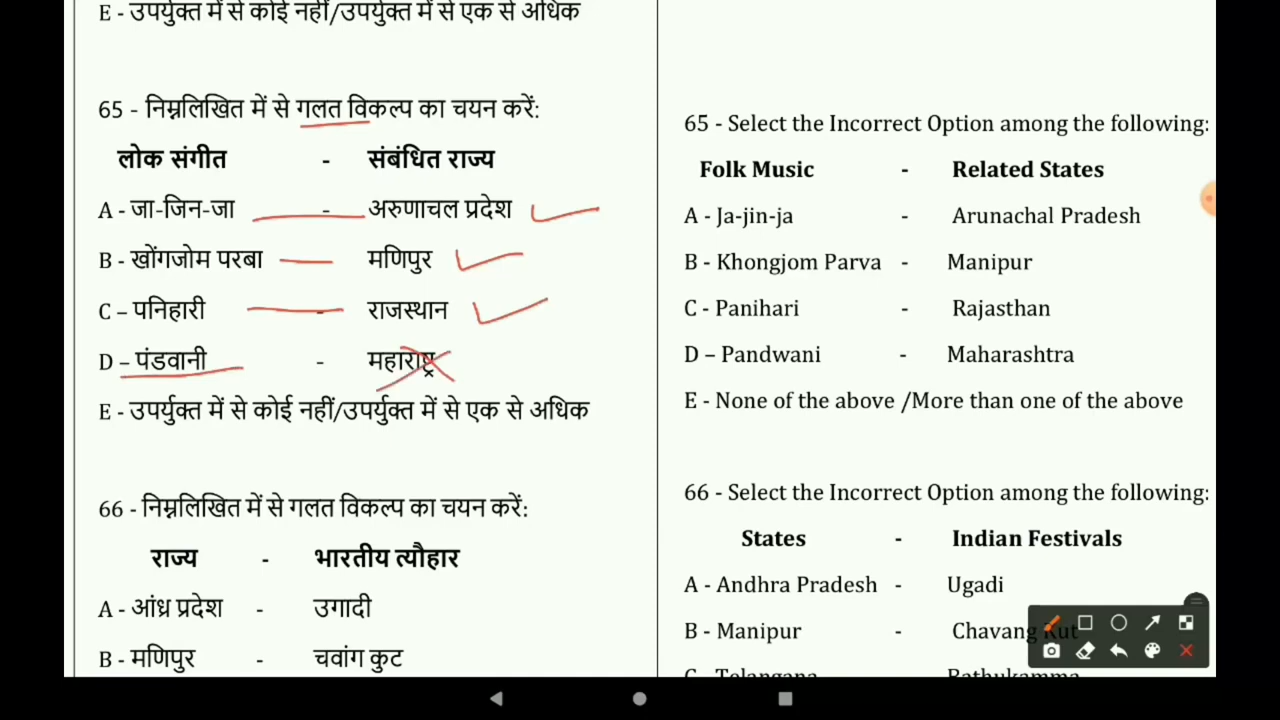 E - उपर्युक्त में से कोई नहीं/उपर्युक्त में से एक से अधिक
65 - निम्नलिखित में से गलत विकल्प का चयन करें:
लोक संगीत - संबंधित राज्य
A - जा-जिन-जा - अरुणाचल प्रदेश
B - खोंगजोम परबा मणिपुर
C – पनिहारी - राजस्थान
D – पंडवानी - महाराष्ट्र
E - उपर्युक्त में से कोई नहीं/उपर्युक्त में से एक से अधिक
66 - निम्नलिखित में से गलत विकल्प का चयन करें:
राज्य - भारतीय त्यौहार
A - आंध्र प्रदेश - उगादी
B - मणिपुर - चवांग कुट
65 - Select the Incorrect Option among the following:
Folk Music - Related States
A - Ja-jin-ja - Arunachal Pradesh
B - Khongjom Parva - Manipur
C - Panihari - Rajasthan
D – Pandwani - Maharashtra
E - None of the above /More than one of the above
66 - Select the Incorrect Option among the following:
States - Indian Festivals
A - Andhra Pradesh - Ugadi
B - Manipur - Chavang Kut
C - Telangana Bathukamma